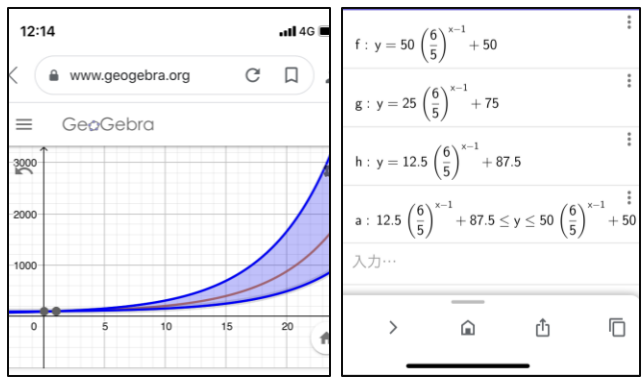 12:14
4G
www.geogebra.org
GeoGebra
3000
2000
1000
0 5 10 15 20
f : y = 50 (6/5)^(x−1) + 50
g : y = 25 (6/5)^(x−1) + 75
h : y = 12.5 (6/5)^(x−1) + 87.5
a : 12.5 (6/5)^(x−1) + 87.5 ≤ y ≤ 50 (6/5)^(x−1) + 50
入力…